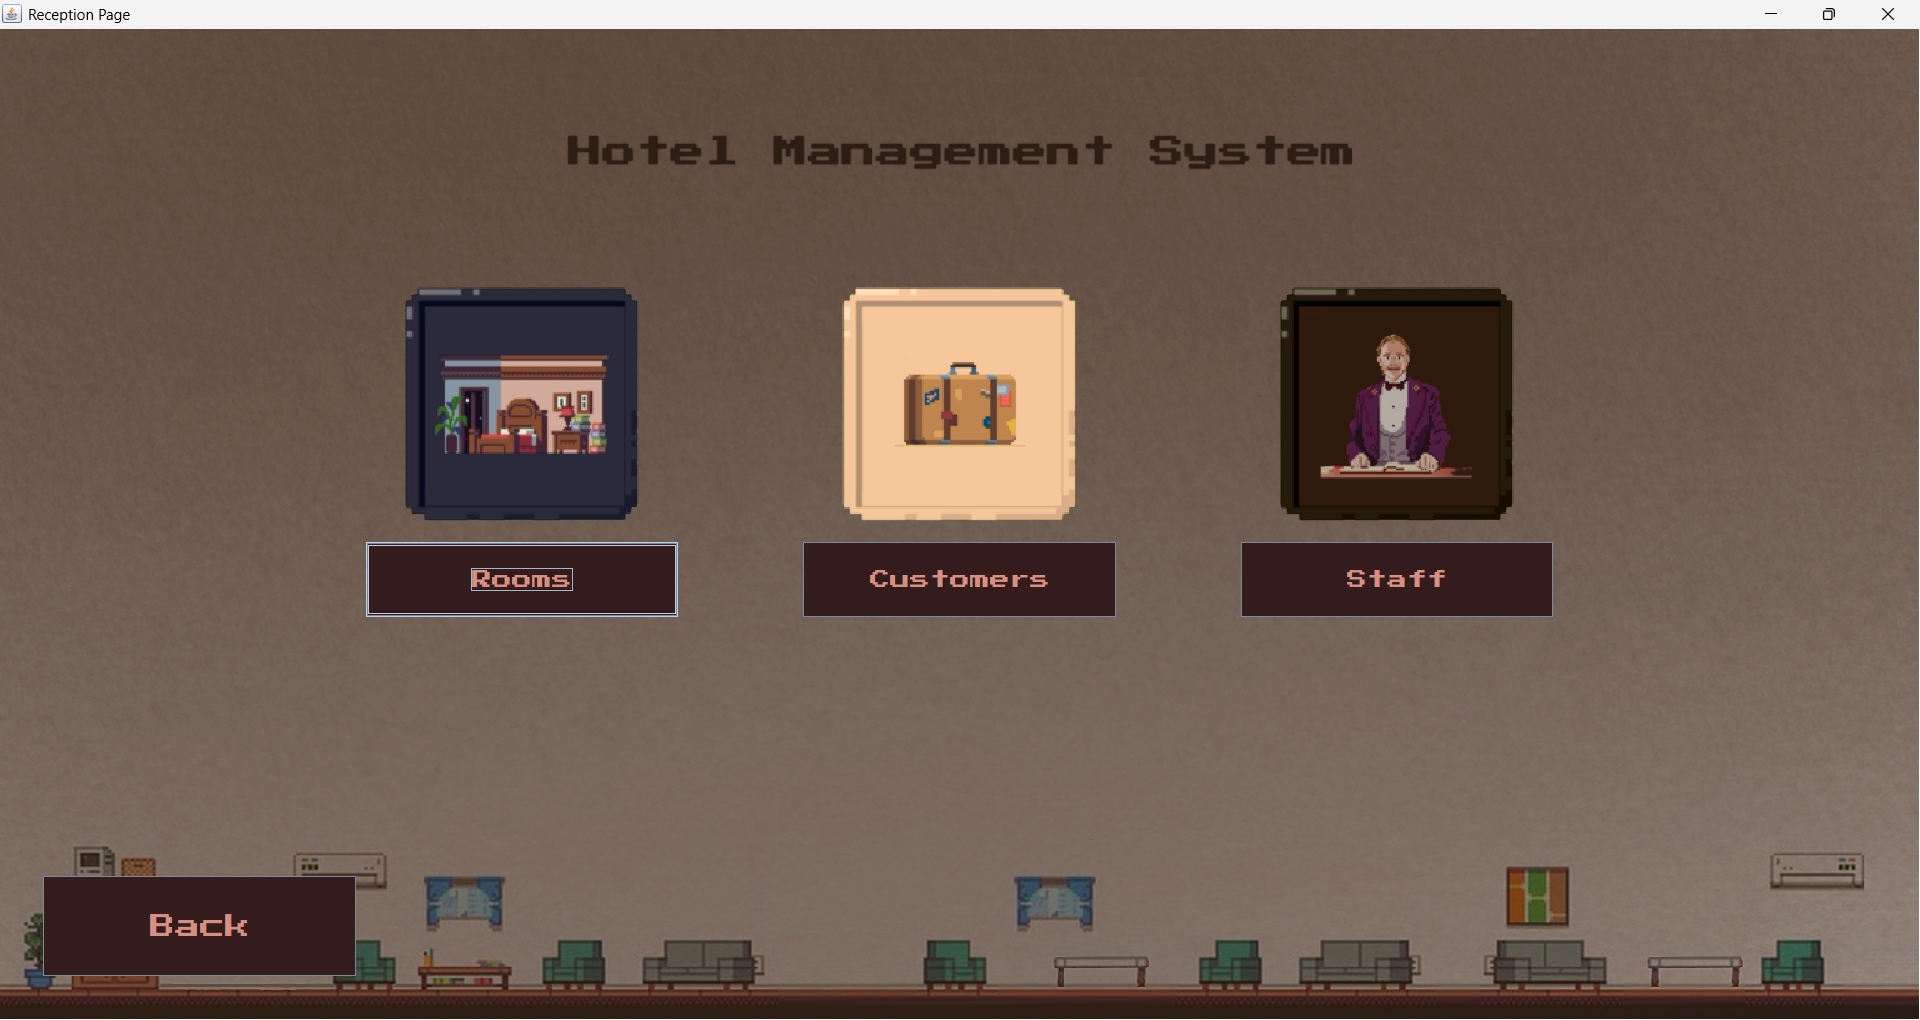 Reception Page
Hotel Management System
Rooms
Customers
Staff
Back